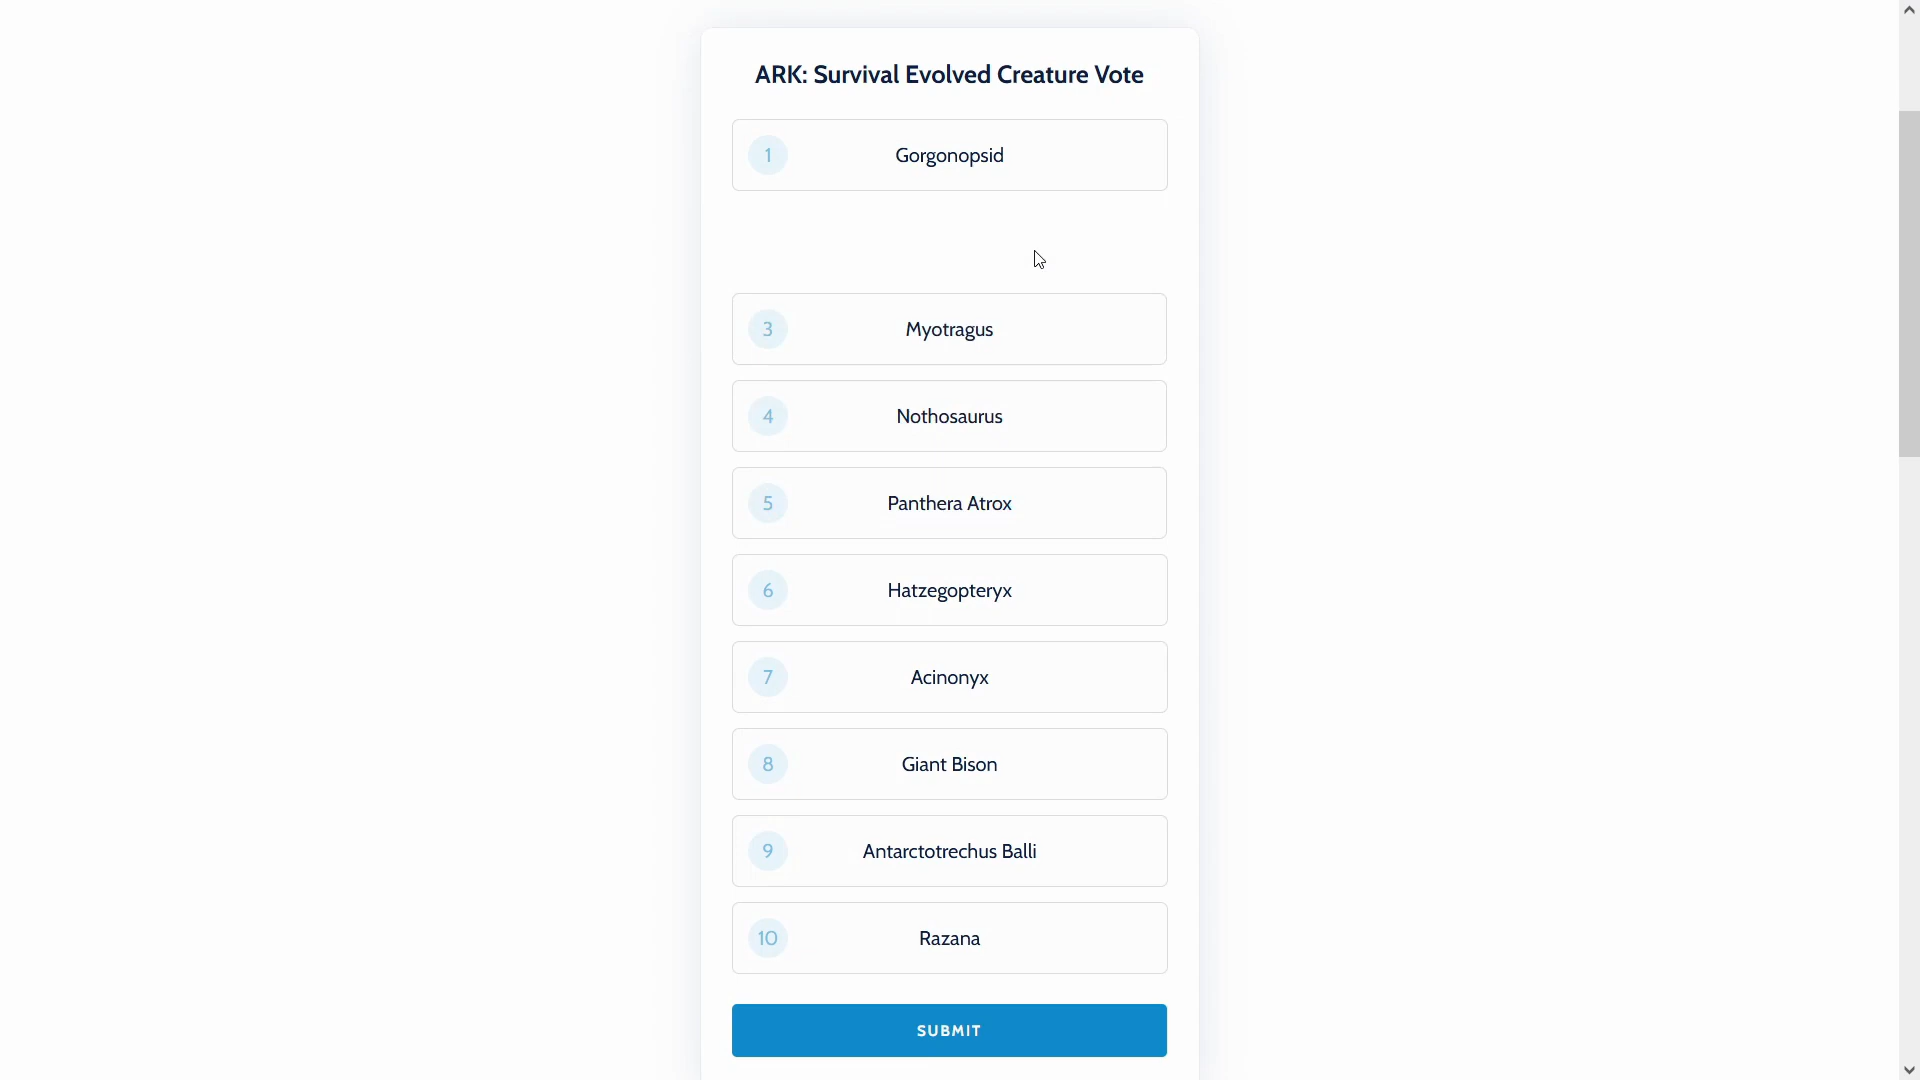 ARK: Survival Evolved Creature Vote
1 Gorgonopsid
3 Myotragus
4 Nothosaurus
5 Panthera Atrox
6 Hatzegopteryx
7 Acinonyx
8 Giant Bison
9 Antarctotrechus Balli
10 Razana
SUBMIT